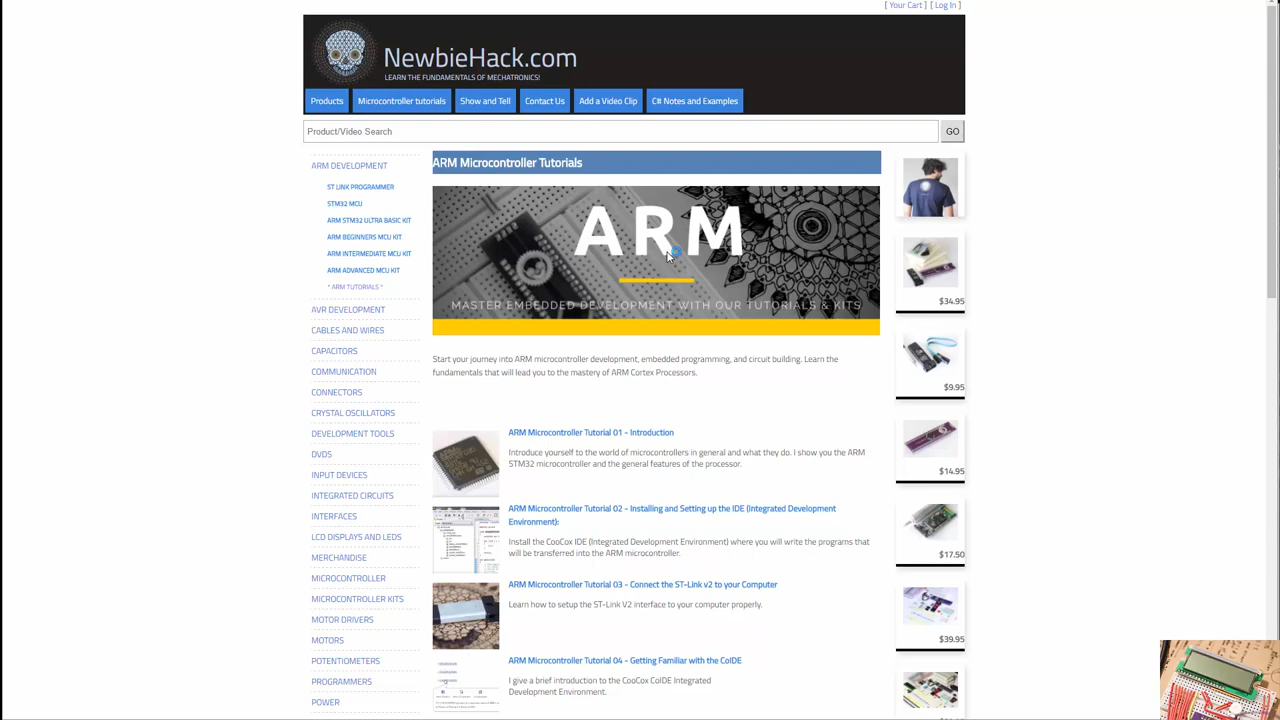 [ Your Cart ] [ Log In ]
NewbieHack.com
LEARN THE FUNDAMENTALS OF MECHATRONICS!
Products Microcontroller tutorials Show and Tell Contact Us Add a Video Clip C# Notes and Examples
Product/Video Search GO
ARM DEVELOPMENT
ST LINK PROGRAMMER
STM32 MCU
ARM STM32 ULTRA BASIC KIT
ARM BEGINNERS MCU KIT
ARM INTERMEDIATE MCU KIT
ARM ADVANCED MCU KIT
* ARM TUTORIALS *
AVR DEVELOPMENT
CABLES AND WIRES
CAPACITORS
COMMUNICATION
CONNECTORS
CRYSTAL OSCILLATORS
DEVELOPMENT TOOLS
DVDS
INPUT DEVICES
INTEGRATED CIRCUITS
INTERFACES
LCD DISPLAYS AND LEDS
MERCHANDISE
MICROCONTROLLER
MICROCONTROLLER KITS
MOTOR DRIVERS
MOTORS
POTENTIOMETERS
PROGRAMMERS
POWER
ARM Microcontroller Tutorials
ARM
MASTER EMBEDDED DEVELOPMENT WITH OUR TUTORIALS & KITS
Start your journey into ARM microcontroller development, embedded programming, and circuit building. Learn the
fundamentals that will lead you to the mastery of ARM Cortex Processors.
ARM Microcontroller Tutorial 01 - Introduction
Introduce yourself to the world of microcontrollers in general and what they do. I show you the ARM
STM32 microcontroller and the general features of the processor.
ARM Microcontroller Tutorial 02 - Installing and Setting up the IDE (Integrated Development
Environment):
Install the CooCox IDE (Integrated Development Environment) where you will write the programs that
will be transferred into the ARM microcontroller.
ARM Microcontroller Tutorial 03 - Connect the ST-Link v2 to your Computer
Learn how to setup the ST-Link V2 interface to your computer properly.
ARM Microcontroller Tutorial 04 - Getting Familiar with the CoIDE
I give a brief introduction to the CooCox CoIDE Integrated
Development Environment.
$34.95
$9.95
$14.95
$17.50
$39.95